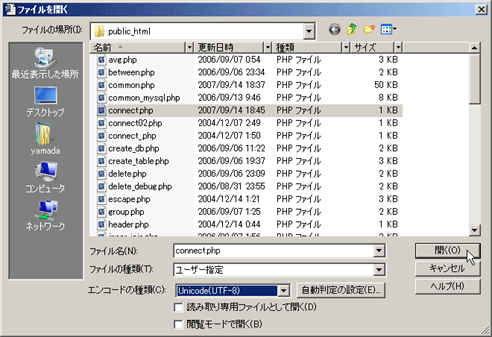 ファイルを開く
ファイルの場所(I):
public_html
名前
更新日時
種類
サイズ
avg.php 2006/09/07 0:54 PHP ファイル 3 KB
between.php 2006/09/06 23:34 PHP ファイル 2 KB
common.php 2007/09/14 18:37 PHP ファイル 50 KB
common_mysql.php 2006/09/13 9:46 PHP ファイル 8 KB
connect.php 2007/09/14 18:45 PHP ファイル 1 KB
connect02.php 2004/12/07 2:49 PHP ファイル 1 KB
connect_.php 2004/12/07 1:50 PHP ファイル 3 KB
create_db.php 2006/09/06 11:22 PHP ファイル 2 KB
create_table.php 2006/09/06 19:37 PHP ファイル 3 KB
delete.php 2006/09/06 23:09 PHP ファイル 2 KB
delete_debug.php 2006/08/31 23:55 PHP ファイル 2 KB
escape.php 2004/12/14 1:21 PHP ファイル 3 KB
group.php 2006/09/07 1:25 PHP ファイル 2 KB
header.php 2004/12/14 0:44 PHP ファイル 1 KB
最近表示した場所
デスクトップ
yamada
コンピュータ
ネットワーク
ファイル名(N):
connect.php
開く(O)
ファイルの種類(T):
ユーザー指定
キャンセル
エンコードの種類(C):
Unicode(UTF-8)
自動判定の設定(E)...
ヘルプ(H)
読み取り専用ファイルとして開く(D)
閲覧モードで開く(B)